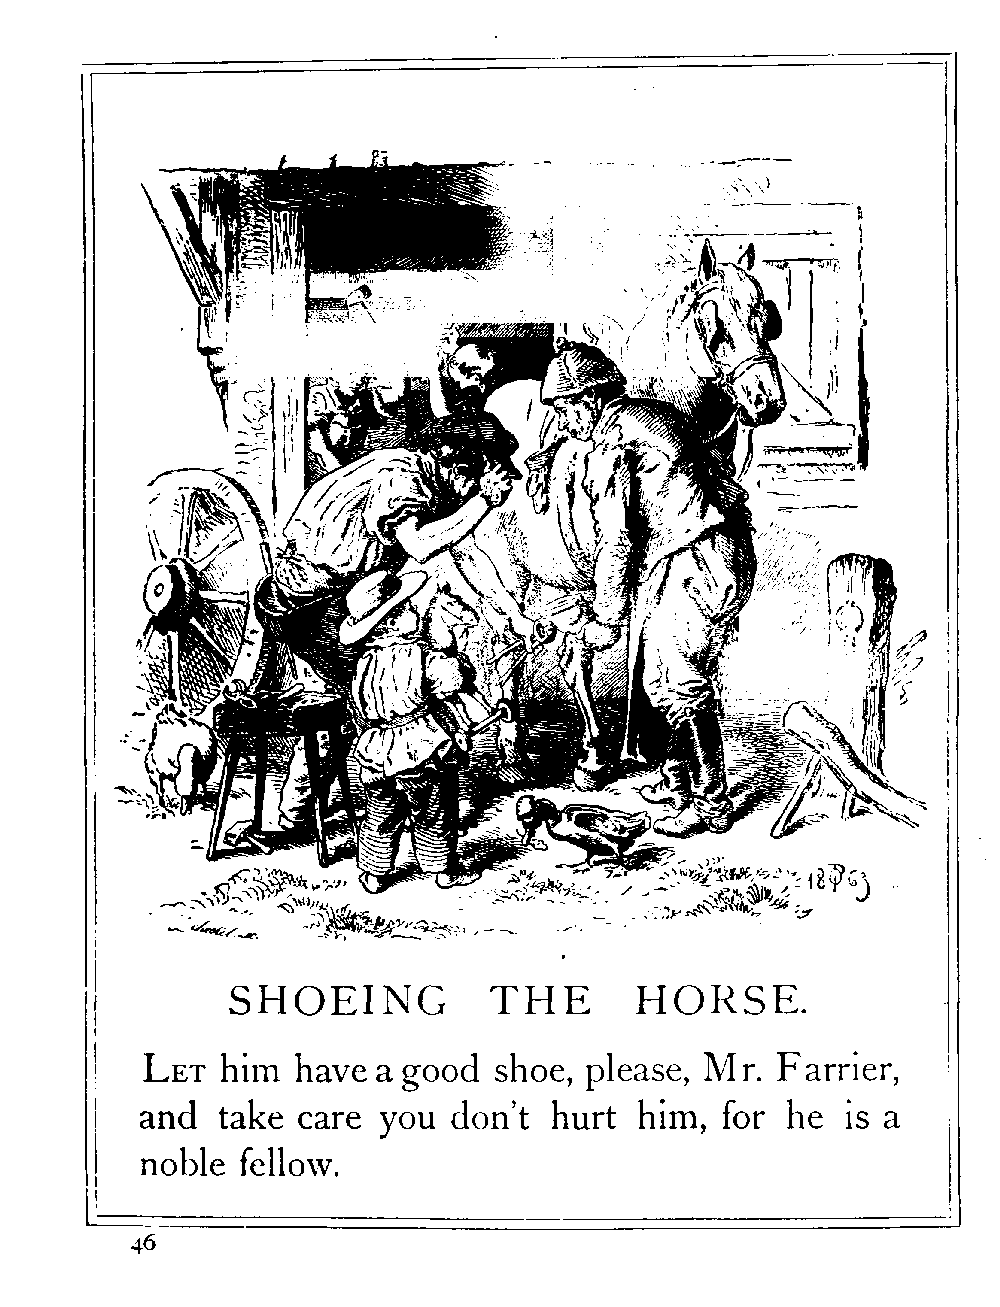 SHOEING THE HORSE.
LET him have a good shoe, please, Mr. Farrier,
and take care you don't hurt him, for he is a
noble fellow.
46